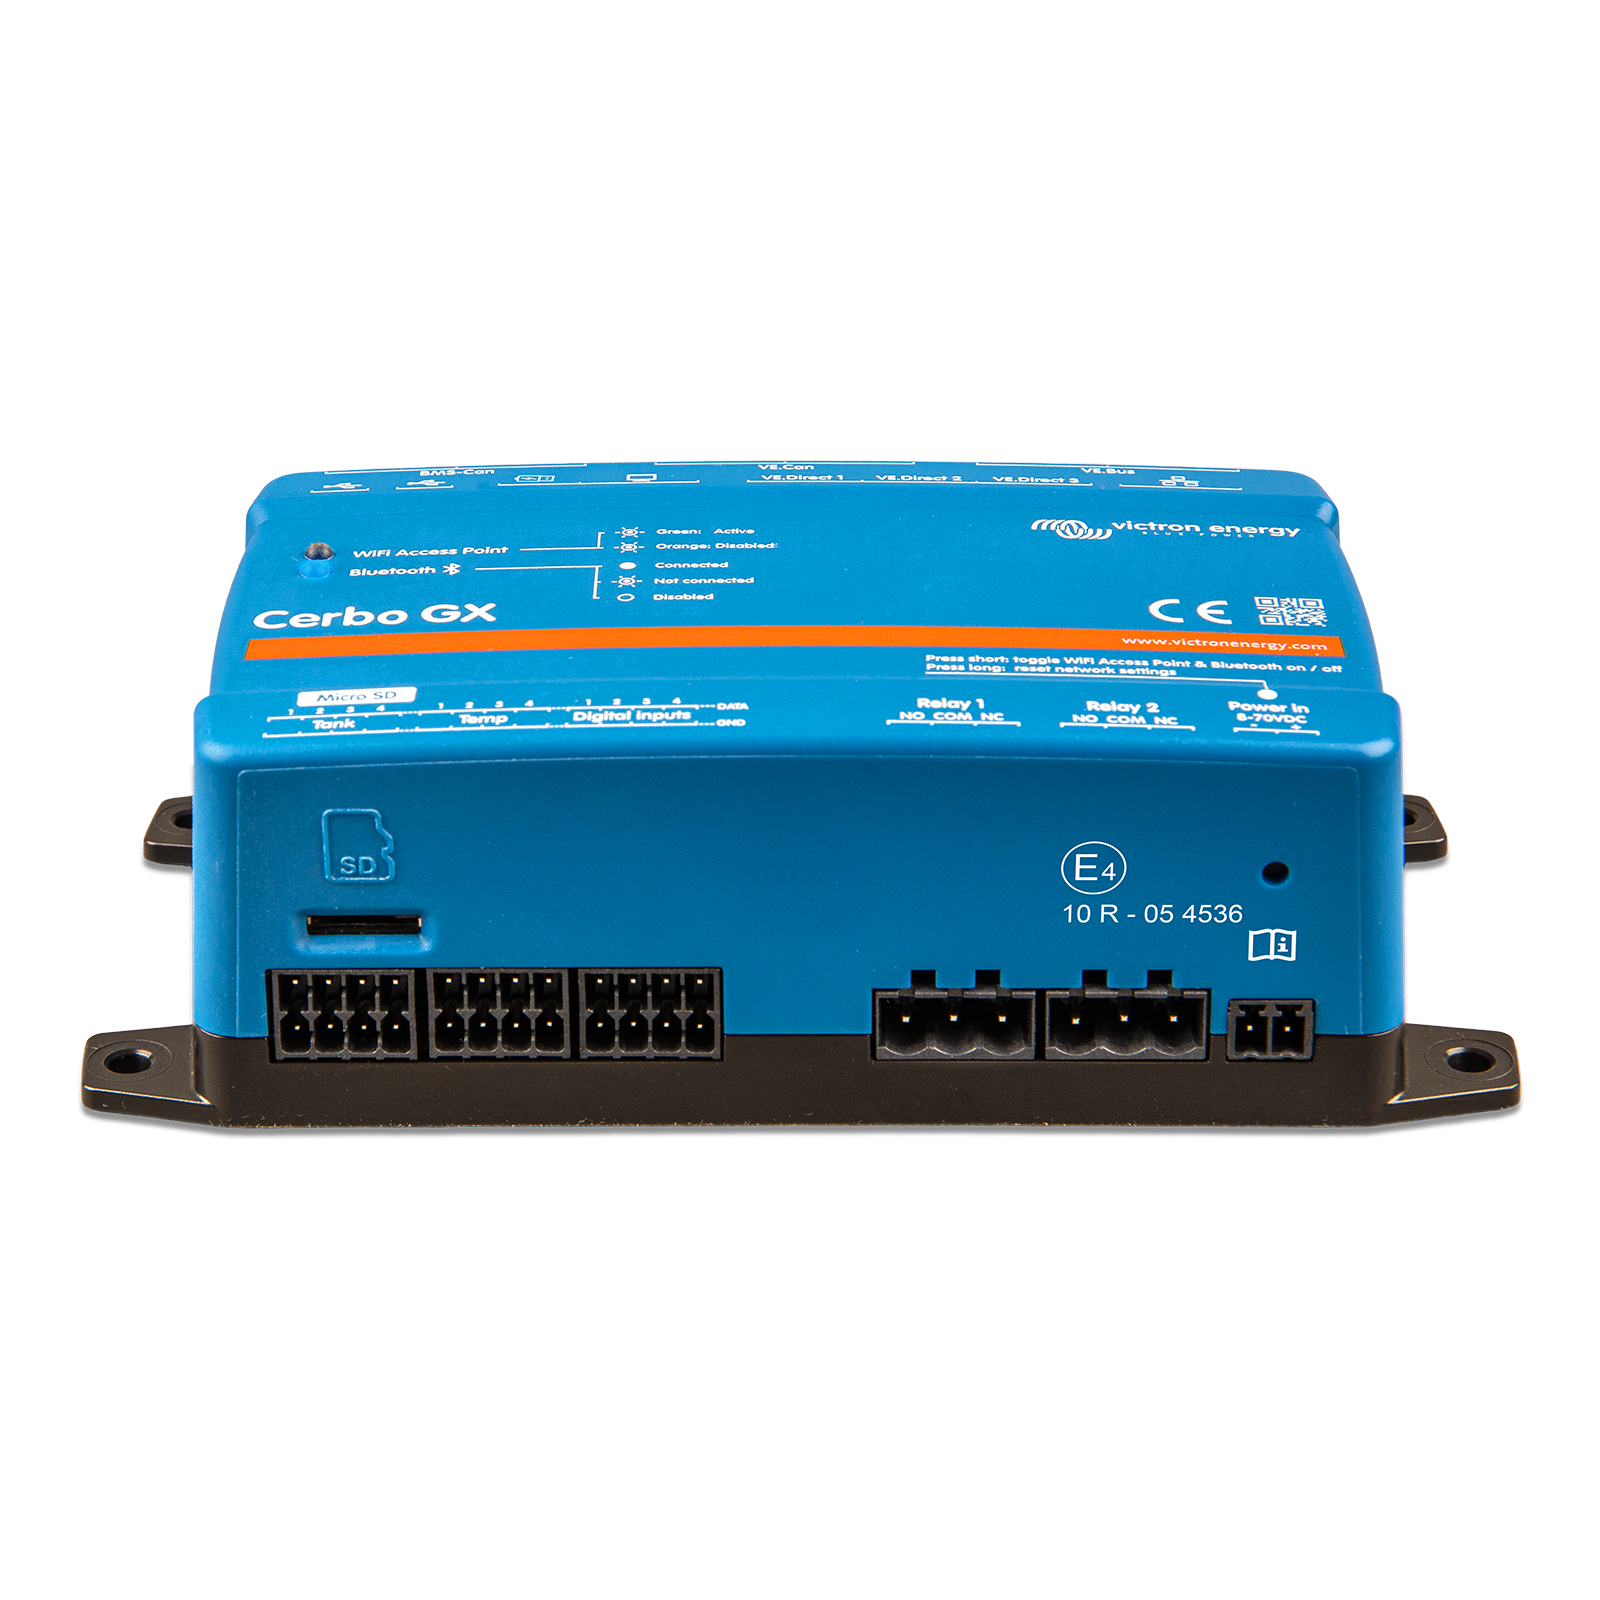 BMS-Can VE.Can VE.Bus
VE.Direct 1 VE.Direct 2 VE.Direct 3
victron energy
BLUE POWER
WiFi Access Point
Green: Active
Orange: Disabled
Bluetooth
Connected
Not connected
Disabled
Cerbo GX
CE
www.victronenergy.com
Press short: toggle WiFi Access Point & Bluetooth on / off
Press long: reset network settings
Micro SD
1 2 3 4 1 2 3 4 1 2 3 4 DATA
Tank Temp Digital inputs GND
Relay 1
NO COM NC
Relay 2
NO COM NC
Power in
8-70VDC
- +
SD
E4
10 R - 05 4536
i